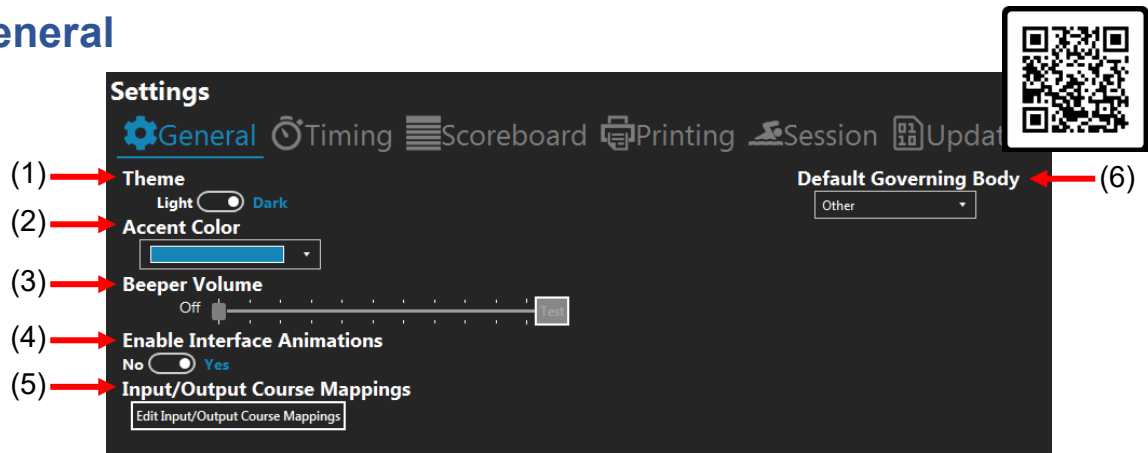 eneral
Settings
General Timing Scoreboard Printing Session Updat
(1) Theme Default Governing Body (6)
Light Dark Other
(2) Accent Color
(3) Beeper Volume
Off Test
(4) Enable Interface Animations
No Yes
(5) Input/Output Course Mappings
Edit Input/Output Course Mappings